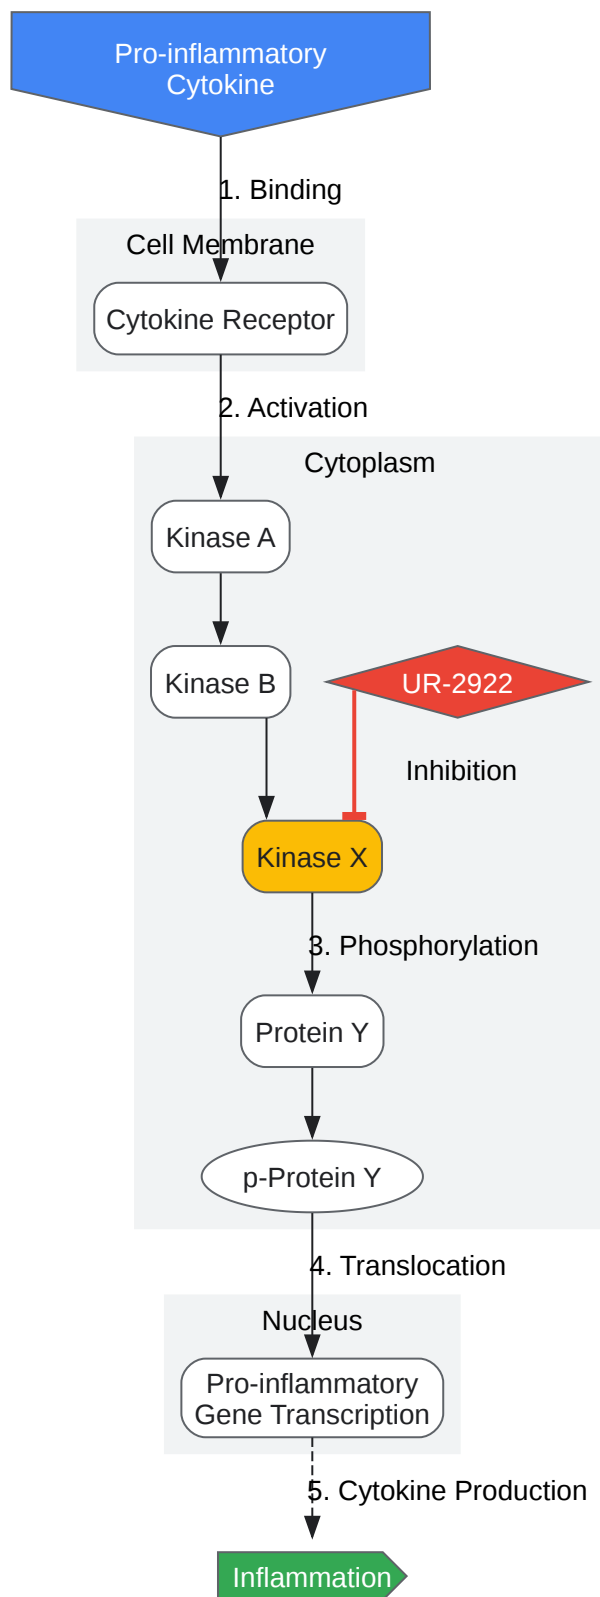 Pro-inflammatory
Cytokine
1. Binding
Cell Membrane
Cytokine Receptor
2. Activation
Cytoplasm
Kinase A
Kinase B
UR-2922
Inhibition
Kinase X
3. Phosphorylation
Protein Y
p-Protein Y
4. Translocation
Nucleus
Pro-inflammatory
Gene Transcription
5. Cytokine Production
Inflammation